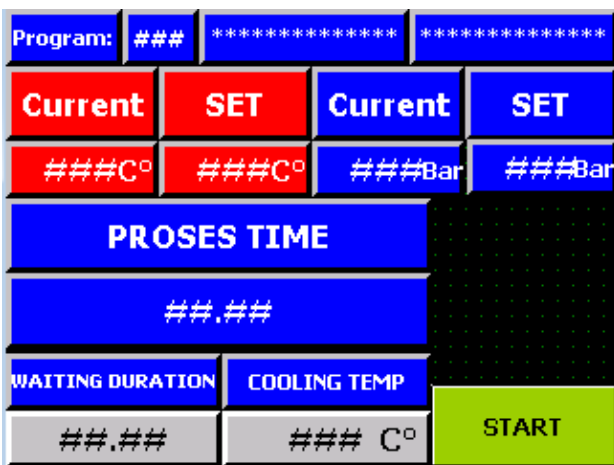 Program: ### ************** **************
Current SET Current SET
###C° ###C° ###Bar ###Bar
PROSES TIME
##.##
WAITING DURATION COOLING TEMP
##.## ### C° START